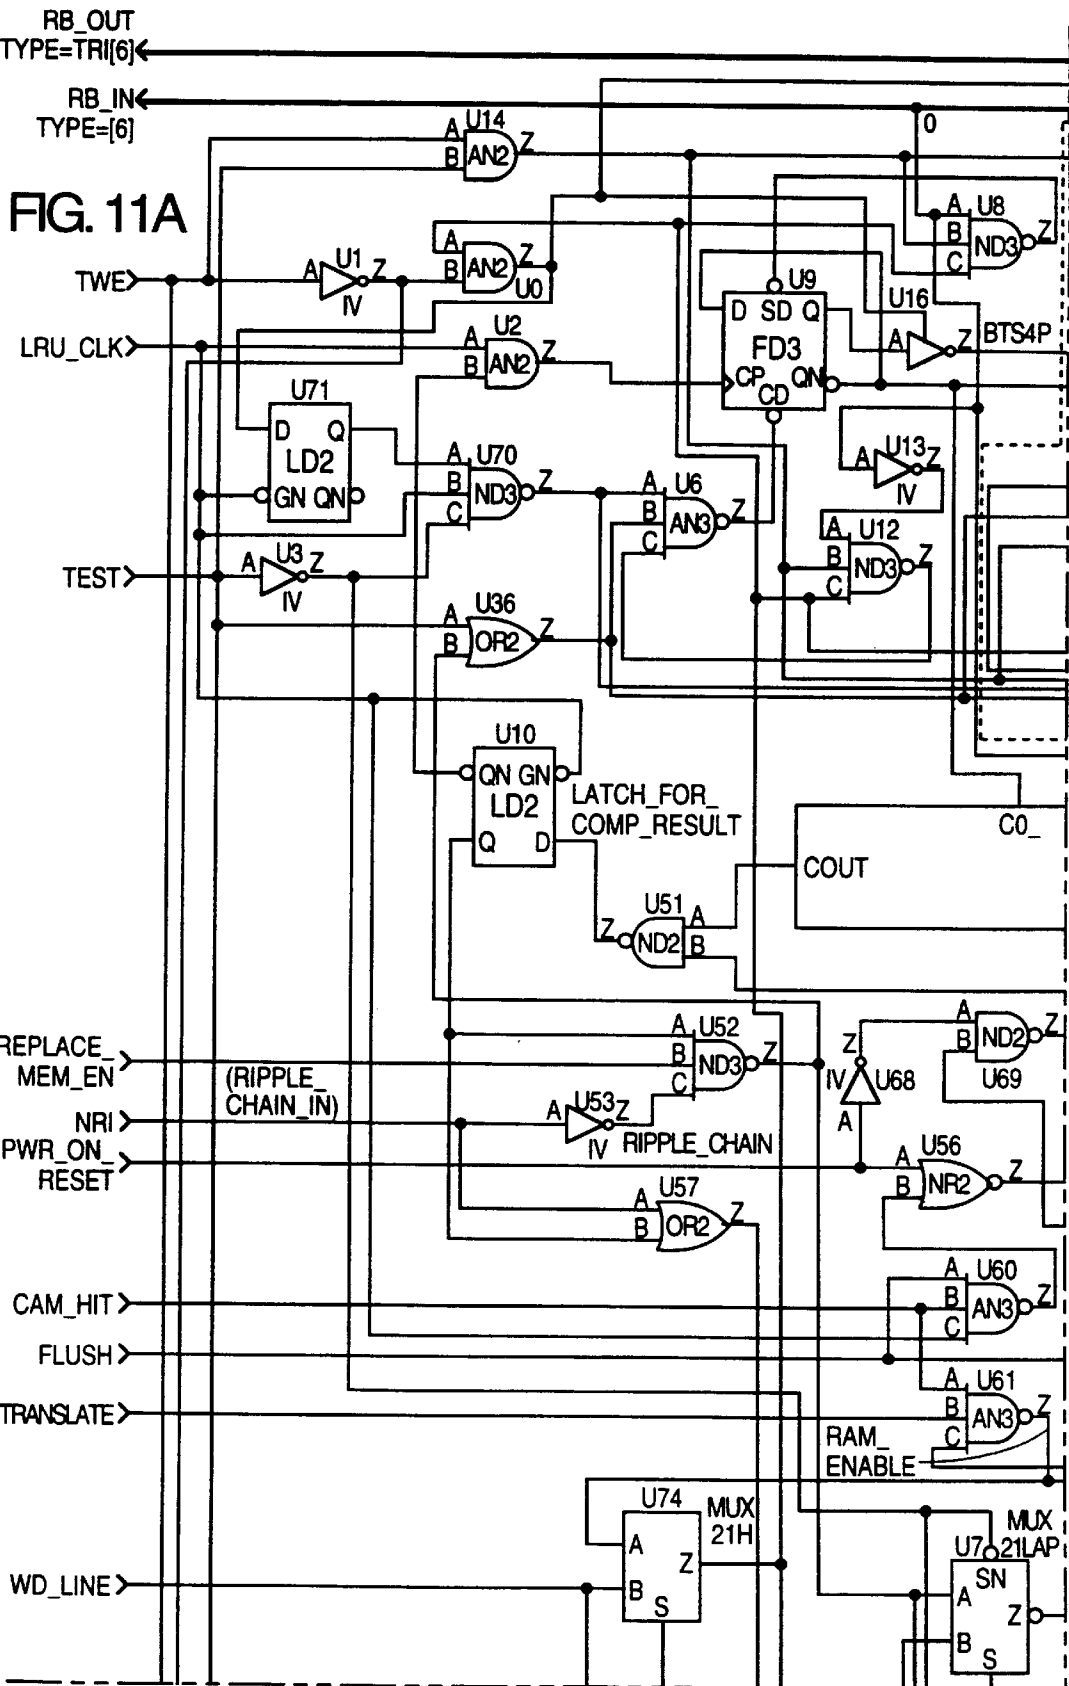 RB_OUT
TYPE=TRI[6]
RB_IN
TYPE=[6]
0
U14
A
B
AN2
Z
FIG. 11A
U8
A
B
C
ND3
Z
TWE
A
U1
Z
IV
A
B
AN2
Z
U0
U9
D SD Q
FD3
CP QN
CD
U16
A
Z
BTS4P
LRU_CLK
U2
A
B
AN2
Z
U71
D Q
LD2
GN QN
U70
A
B
C
ND3
Z
U6
A
B
C
AN3
Z
U13
A
Z
IV
U12
A
B
C
ND3
Z
TEST
A
U3
Z
IV
U36
A
B
OR2
Z
U10
QN GN
LD2
Q D
LATCH_FOR_
COMP_RESULT
C0_
COUT
U51
Z
ND2
A
B
REPLACE_
MEM_EN
U52
A
B
C
ND3
Z
A
B
ND2
Z
U69
Z
IV
U68
A
(RIPPLE_
CHAIN_IN)
NRI
A
U53
Z
IV
RIPPLE_CHAIN
PWR_ON_
RESET
U56
A
B
NR2
Z
U57
A
B
OR2
Z
CAM_HIT
U60
A
B
C
AN3
Z
FLUSH
TRANSLATE
U61
A
B
C
AN3
Z
RAM_
ENABLE
U74
MUX
21H
A
B
Z
S
WD_LINE
U7
MUX
21LAP
SN
A
B
Z
S